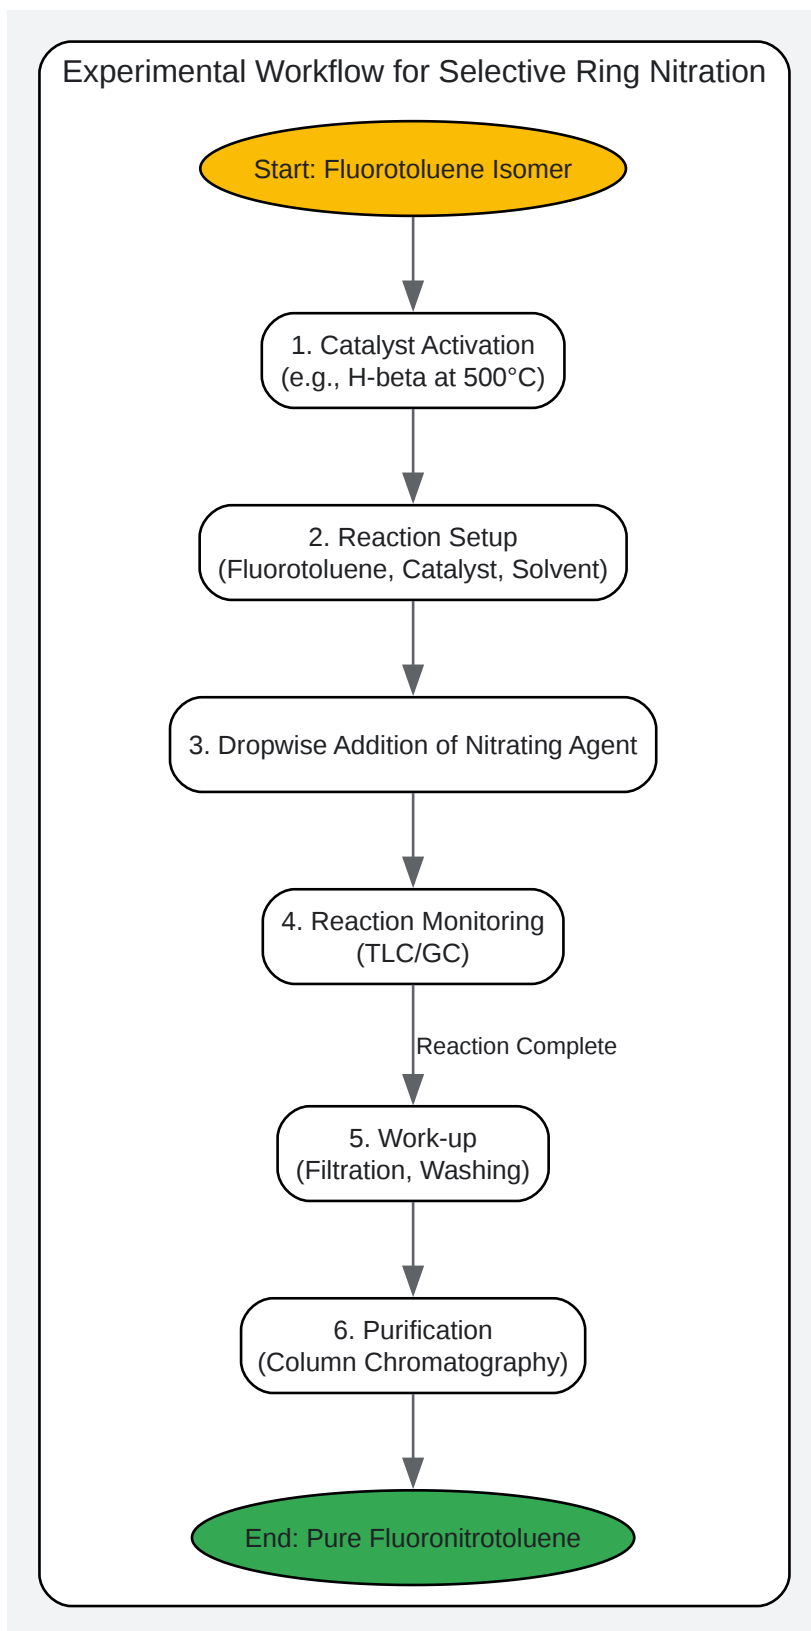 Experimental Workflow for Selective Ring Nitration
Start: Fluorotoluene Isomer
1. Catalyst Activation
(e.g., H-beta at 500°C)
2. Reaction Setup
(Fluorotoluene, Catalyst, Solvent)
3. Dropwise Addition of Nitrating Agent
4. Reaction Monitoring
(TLC/GC)
Reaction Complete
5. Work-up
(Filtration, Washing)
6. Purification
(Column Chromatography)
End: Pure Fluoronitrotoluene